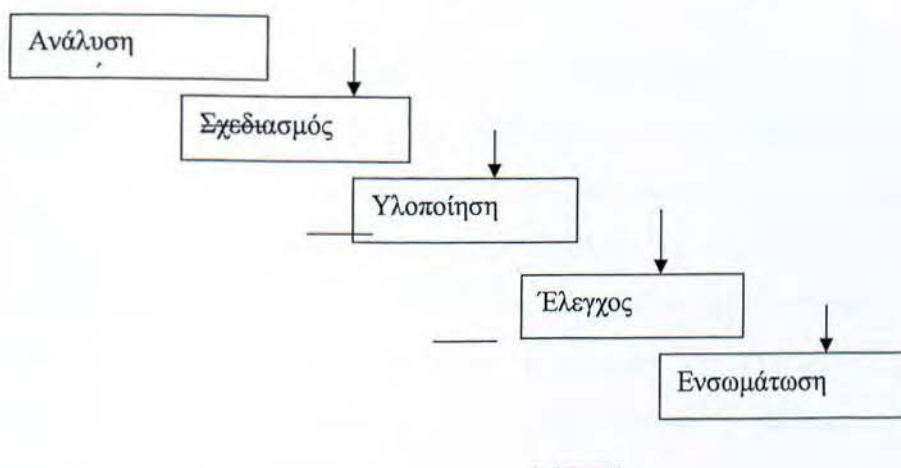 Ανάλυση
Σχεδιασμός
Υλοποίηση
Έλεγχος
Ενσωμάτωση